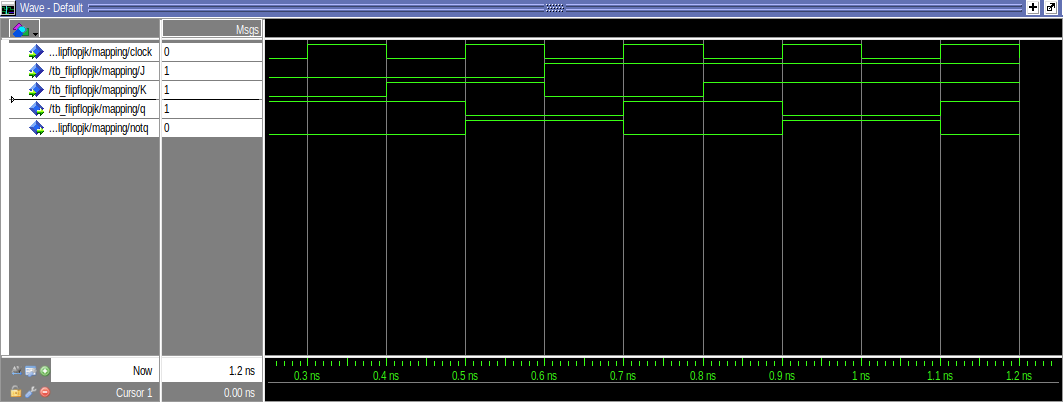 Wave - Default
Msgs
...lipflopjk/mapping/clock 0
/tb_flipflopjk/mapping/J 1
/tb_flipflopjk/mapping/K 1
/tb_flipflopjk/mapping/q 1
...lipflopjk/mapping/notq 0
Now 1.2 ns
0.3 ns 0.4 ns 0.5 ns 0.6 ns 0.7 ns 0.8 ns 0.9 ns 1 ns 1.1 ns 1.2 ns
Cursor 1 0.00 ns